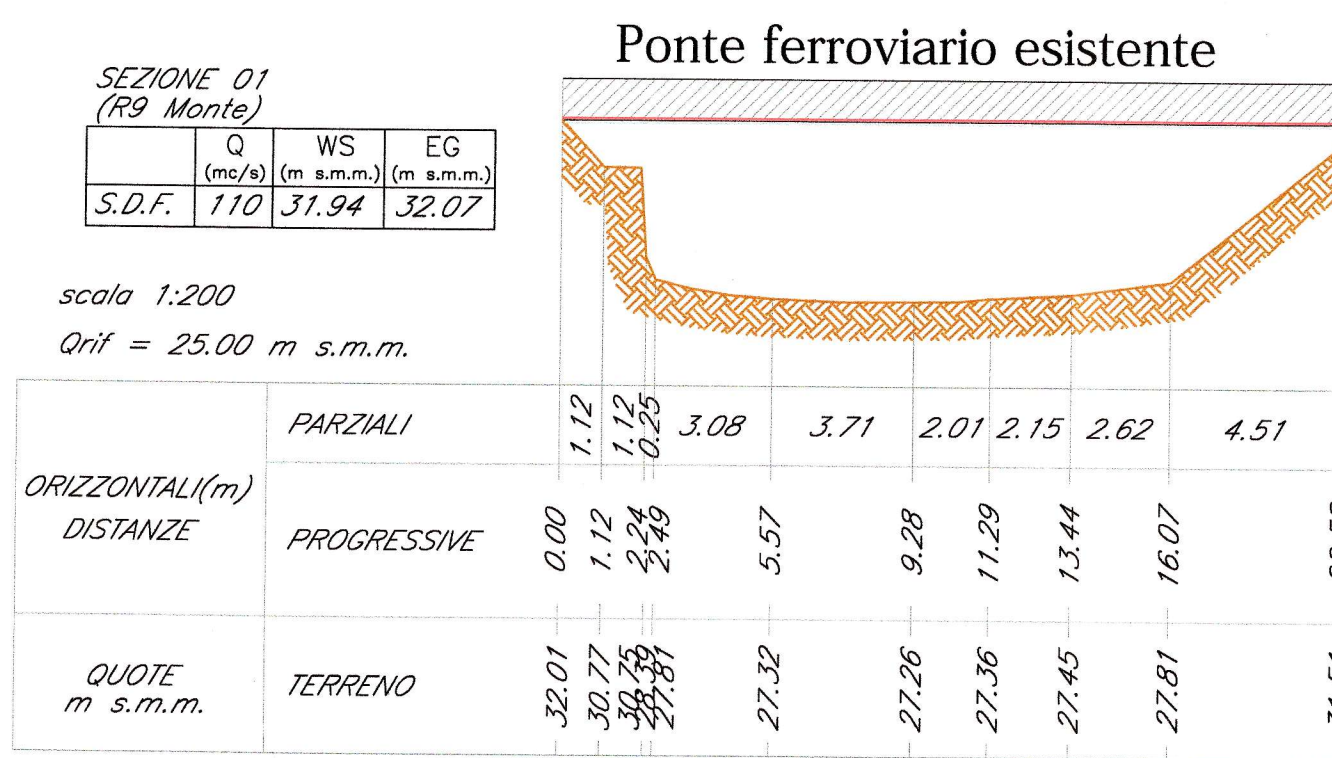 Ponte ferroviario esistente
SEZIONE 01
(R9 Monte)
Q WS EG
(mc/s) (m s.m.m.) (m s.m.m.)
S.D.F. 110 31.94 32.07
scala 1:200
Qrif = 25.00 m s.m.m.
PARZIALI 1.12 1.12 0.25 3.08 3.71 2.01 2.15 2.62 4.51
ORIZZONTALI(m)
DISTANZE
PROGRESSIVE 0.00 1.12 2.24 2.49 5.57 9.28 11.29 13.44 16.07
QUOTE
m s.m.m.
TERRENO 32.01 30.77 30.75 28.39 27.81 27.32 27.26 27.36 27.45 27.81